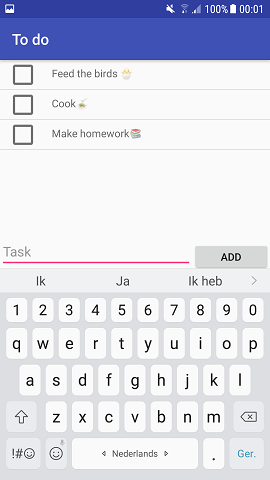 100% 00:01
To do
Feed the birds 🐣
Cook🍜
Make homework📚
Task
ADD
Ik Ja Ik heb
1 2 3 4 5 6 7 8 9 0
q w e r t y u i o p
a s d f g h j k l
z x c v b n m
!#☺ Nederlands . Ger.